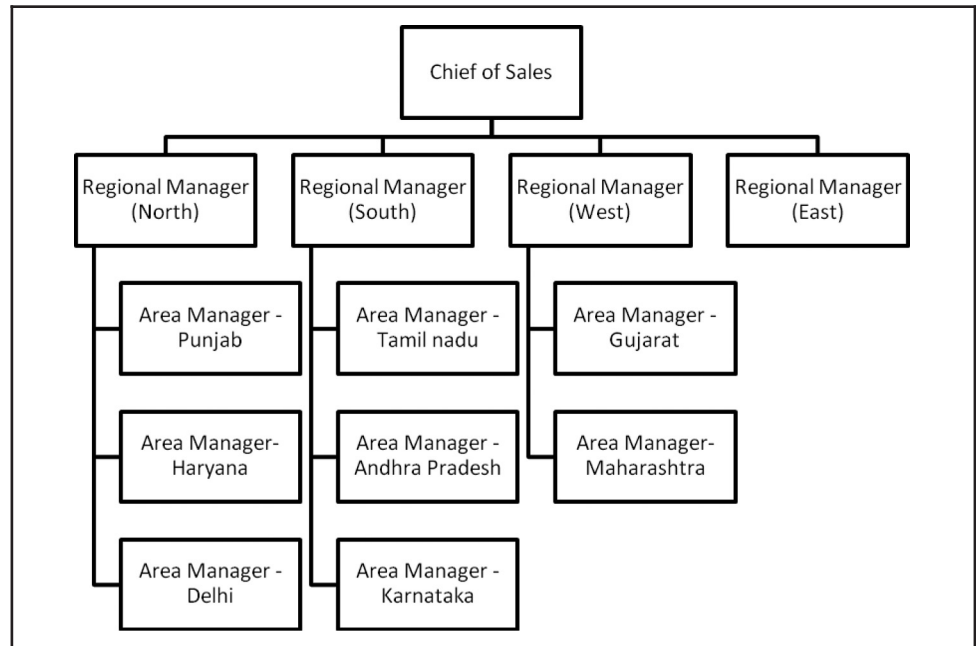 Chief of Sales
Regional Manager
(North)
Regional Manager
(South)
Regional Manager
(West)
Regional Manager
(East)
Area Manager -
Punjab
Area Manager -
Tamil nadu
Area Manager -
Gujarat
Area Manager-
Haryana
Area Manager -
Andhra Pradesh
Area Manager-
Maharashtra
Area Manager -
Delhi
Area Manager -
Karnataka